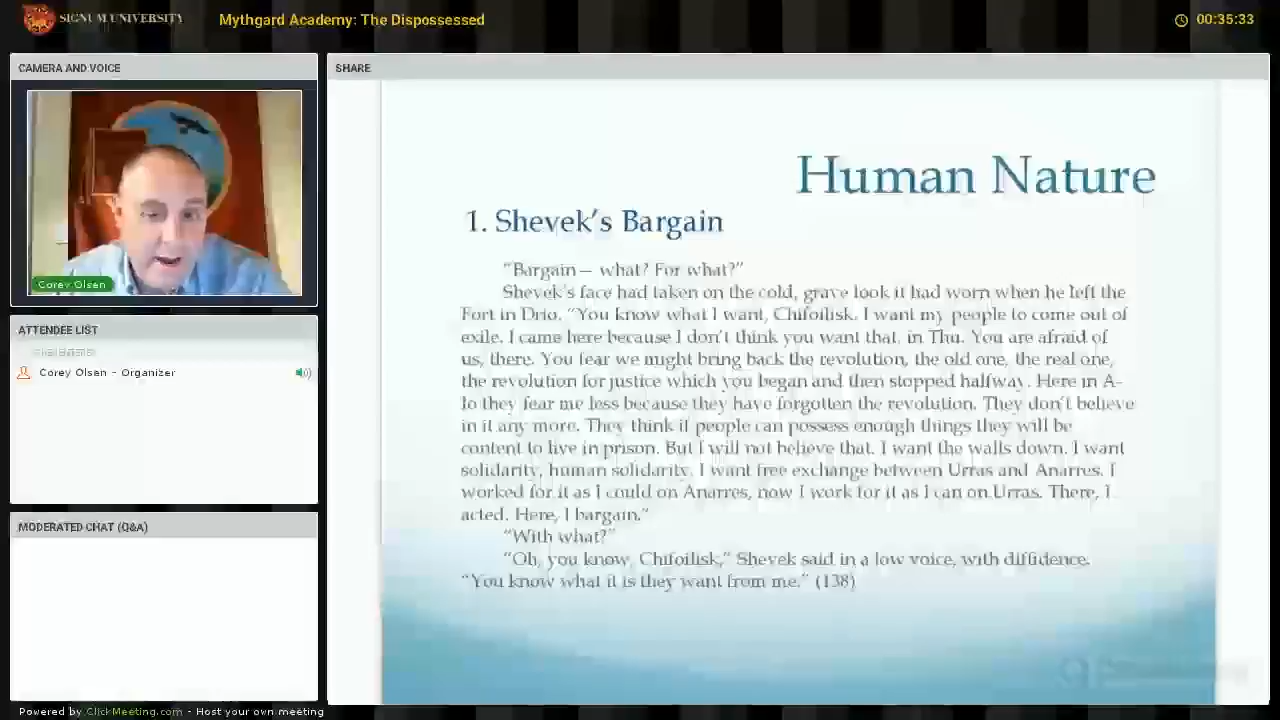 SIGNUM UNIVERSITY
Mythgard Academy: The Dispossessed
00:35:33
CAMERA AND VOICE
Corey Olsen
ATTENDEE LIST
Corey Olsen - Organizer
MODERATED CHAT (Q&A)
SHARE
Human Nature
1. Shevek's Bargain
"Bargain — what? For what?"
Shevek's face had taken on the cold, grave look it had worn when he left the
Fort in Drio. "You know what I want, Chifoilisk. I want my people to come out of
exile. I came here because I don't think you want that, in Thu. You are afraid of
us, there. You fear we might bring back the revolution, the old one, the real one,
the revolution for justice which you began and then stopped halfway. Here in A-
Io they fear me less because they have forgotten the revolution. They don't believe
in it any more. They think if people can possess enough things they will be
content to live in prison. But I will not believe that. I want the walls down. I want
solidarity, human solidarity. I want free exchange between Urras and Anarres. I
worked for it as I could on Anarres, now I work for it as I can on Urras. There, I
acted. Here, I bargain."
"With what?"
"Oh, you know, Chifoilisk," Shevek said in a low voice, with diffidence.
"You know what it is they want from me." (138)
Powered by ClickMeeting.com - Host your own meeting